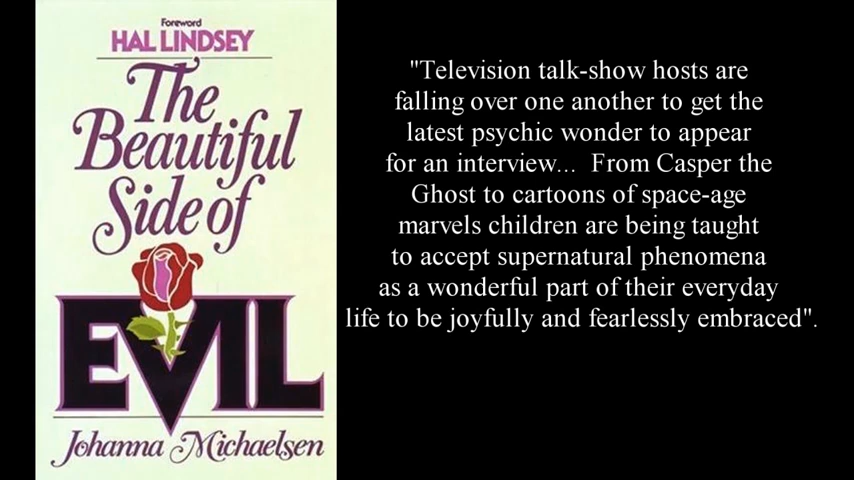 Foreword
HAL LINDSEY
The
Beautiful
Side of
EVIL
Johanna Michaelsen
"Television talk-show hosts are
falling over one another to get the
latest psychic wonder to appear
for an interview... From Casper the
Ghost to cartoons of space-age
marvels children are being taught
to accept supernatural phenomena
as a wonderful part of their everyday
life to be joyfully and fearlessly embraced".